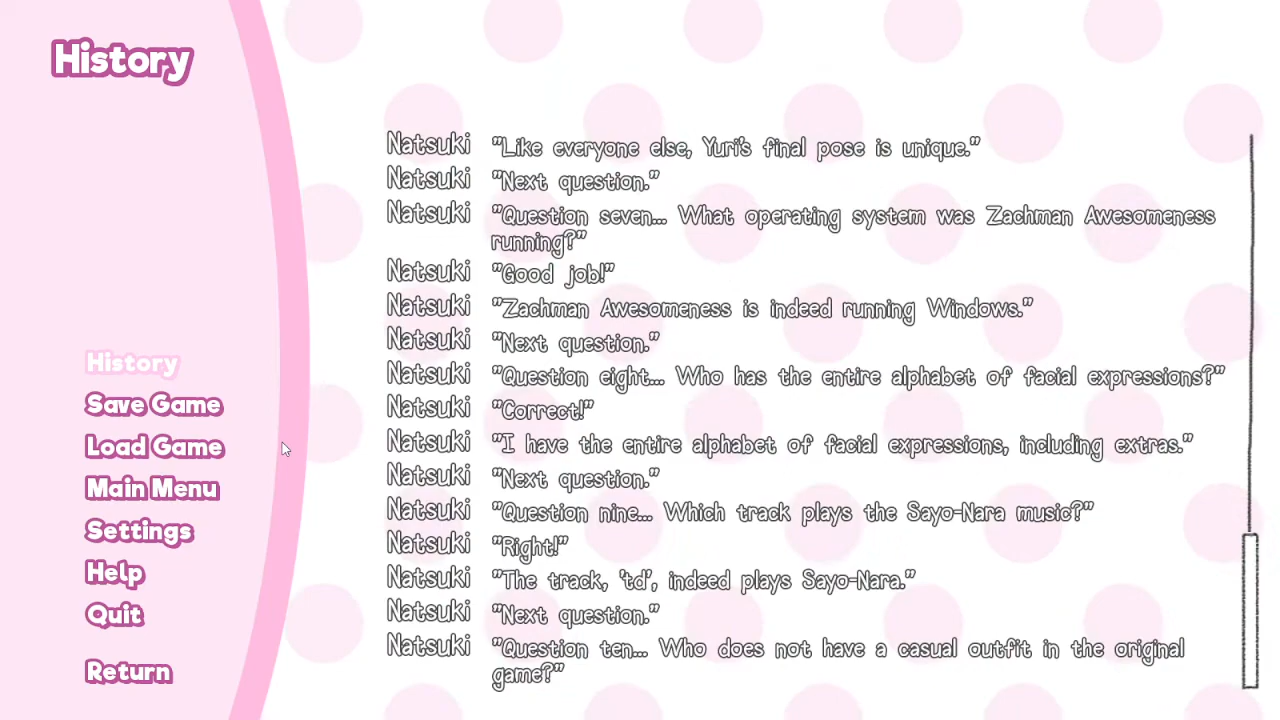 History
Natsuki "Like everyone else, Yuri's final pose is unique."
Natsuki "Next question."
Natsuki "Question seven... What operating system was Zachman Awesomeness
running?"
Natsuki "Good job!"
Natsuki "Zachman Awesomeness is indeed running Windows."
Natsuki "Next question."
Natsuki "Question eight... Who has the entire alphabet of facial expressions?"
Natsuki "Correct!"
Natsuki "I have the entire alphabet of facial expressions, including extras."
Natsuki "Next question."
Natsuki "Question nine... Which track plays the Sayo-Nara music?"
Natsuki "Right!"
Natsuki "The track, 'td', indeed plays Sayo-Nara."
Natsuki "Next question."
Natsuki "Question ten... Who does not have a casual outfit in the original
game?"
History
Save Game
Load Game
Main Menu
Settings
Help
Quit
Return